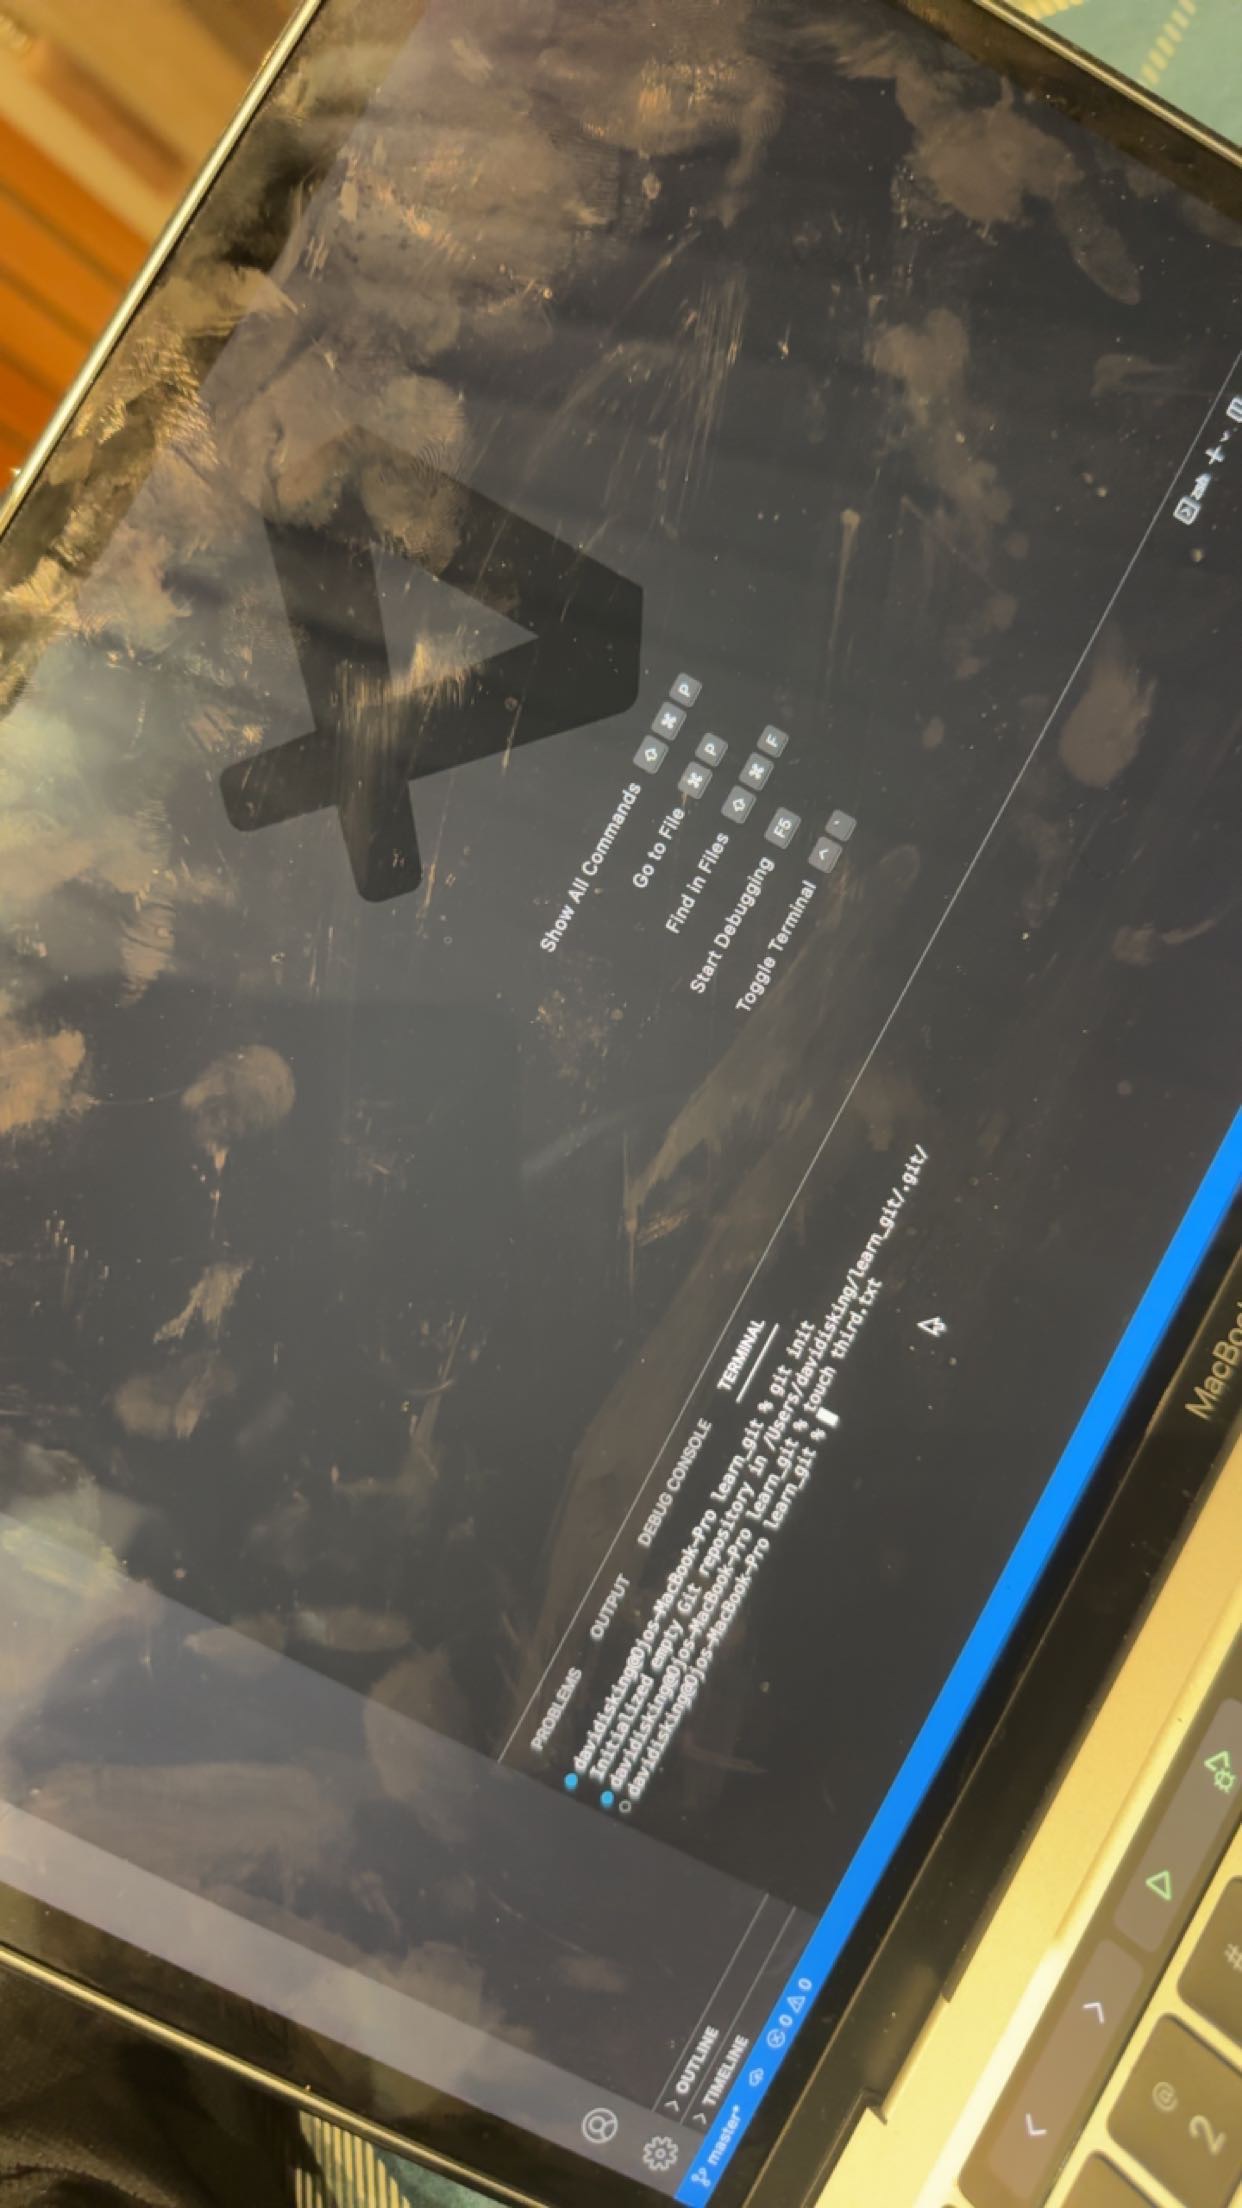 Show All Commands ⇧ ⌘ P
Go to File ⌘ P
Find in Files ⇧ ⌘ F
Start Debugging F5
Toggle Terminal ^ `
PROBLEMS OUTPUT DEBUG CONSOLE TERMINAL
zsh
davidisking@Ojos-MacBook-Pro learn_git % git init
Initialized empty Git repository in /Users/davidisking/learn_git/.git/
davidisking@Ojos-MacBook-Pro learn_git % touch third.txt
davidisking@Ojos-MacBook-Pro learn_git %
OUTLINE
TIMELINE
master* 0 0
@
2
#